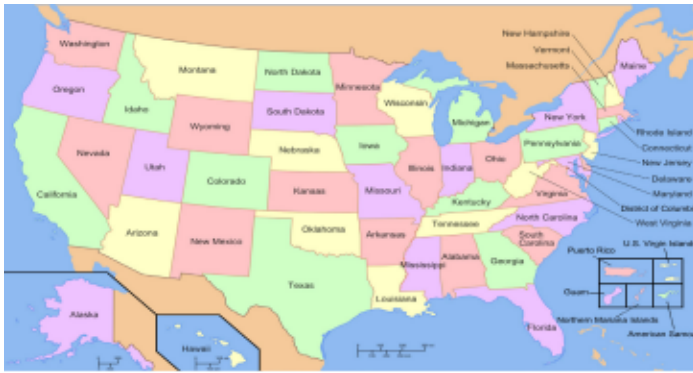 Washington
Montana
North Dakota
Minnesota
New Hampshire
Vermont
Massachusetts
Maine
Oregon
Idaho
South Dakota
Wisconsin
Michigan
New York
Wyoming
Rhode Island
Connecticut
Nevada
Utah
Colorado
Nebraska
Iowa
Illinois
Indiana
Ohio
Pennsylvania
New Jersey
Delaware
Maryland
District of Columbi
West Virginia
California
Kansas
Missouri
Kentucky
Virginia
Arizona
New Mexico
Oklahoma
Arkansas
Tennessee
North Carolina
South
Carolina
Texas
Louisiana
Mississippi
Alabama
Georgia
Florida
Puerto Rico
U.S. Virgin Island
Guam
Northern Mariana Islands
American Samoa
Alaska
Hawaii